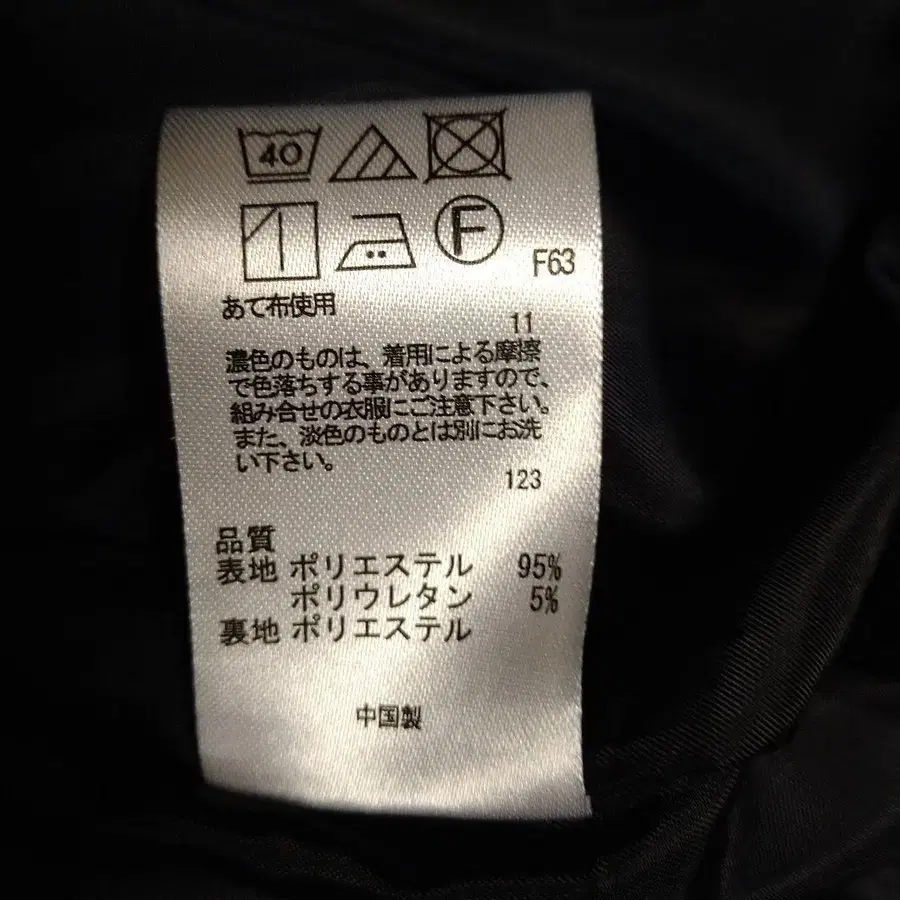 40
F
F63
あて布使用
11
濃色のものは、着用による摩擦
で色落ちする事がありますので、
組み合せの衣服にご注意下さい。
また、淡色のものとは別にお洗
い下さい。
123
品質
表地 ポリエステル 95%
ポリウレタン 5%
裏地 ポリエステル
中国製